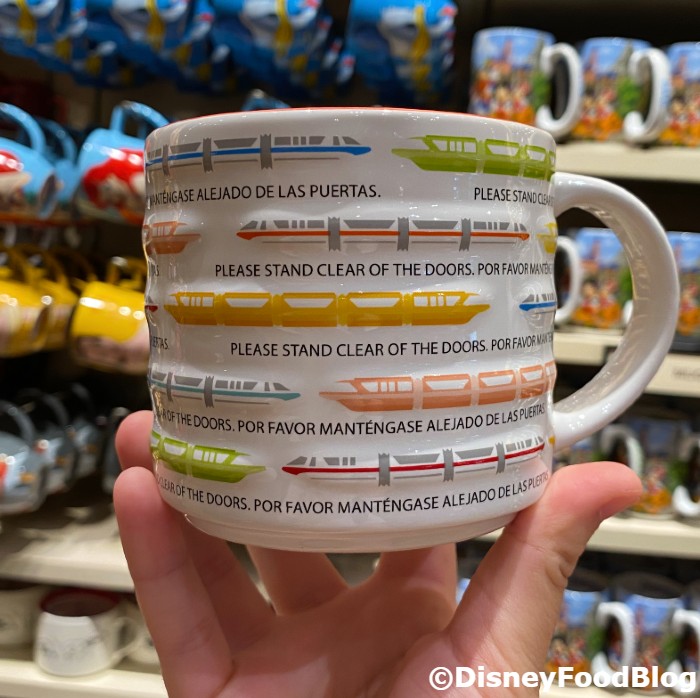 MANTÉNGASE ALEJADO DE LAS PUERTAS. PLEASE STAND CLEAR
PLEASE STAND CLEAR OF THE DOORS. POR FAVOR MANTÉNG
PLEASE STAND CLEAR OF THE DOORS. POR FAVOR MAN
OF THE DOORS. POR FAVOR MANTÉNGASE ALEJADO DE LAS PUERTAS.
CLEAR OF THE DOORS. POR FAVOR MANTÉNGASE ALEJADO DE LAS PUERTA
©DisneyFoodBlog